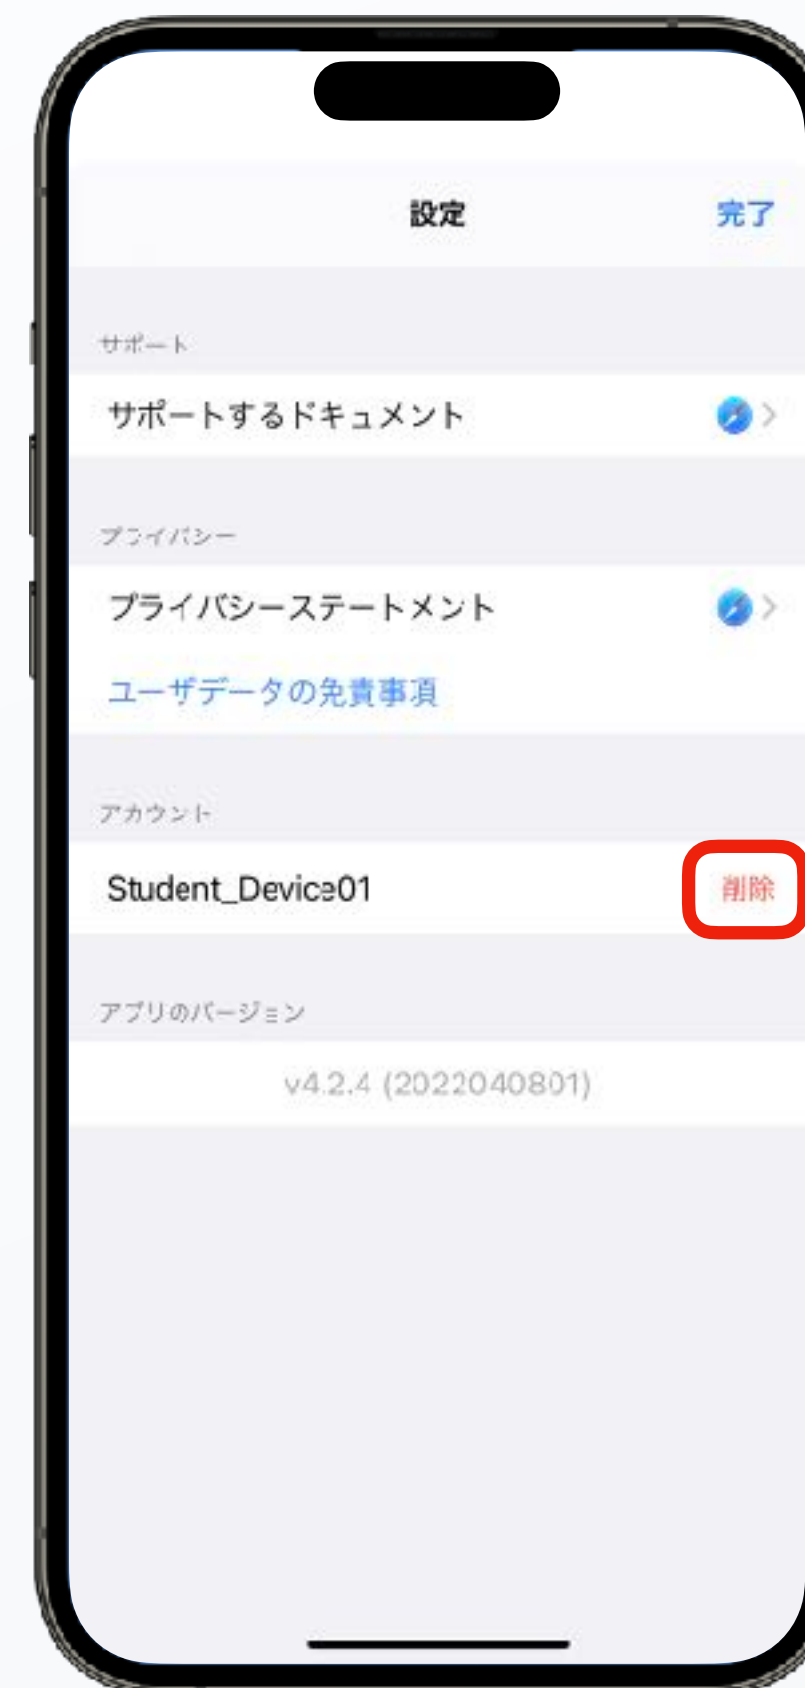 設定
完了
サポート
サポートするドキュメント
プライバシー
プライバシーステートメント
ユーザデータの免責事項
アカウント
Student_Device01
削除
アプリのバージョン
v4.2.4 (2022040801)